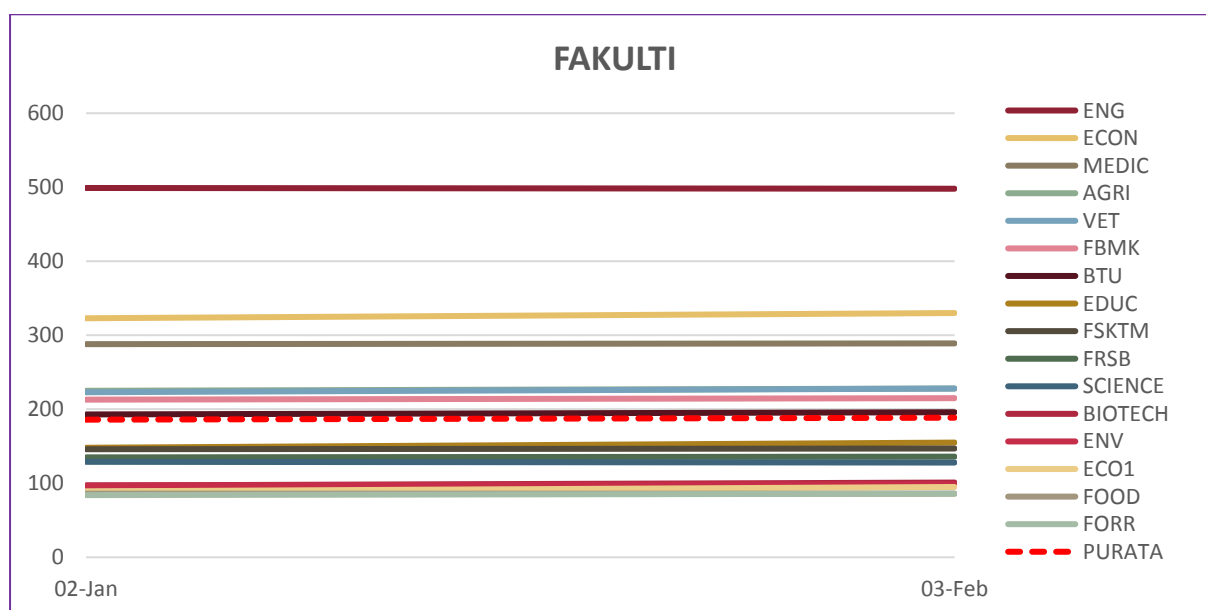 FAKULTI
600
500
400
300
200
100
0
02-Jan
03-Feb
ENG
ECON
MEDIC
AGRI
VET
FBMK
BTU
EDUC
FSKTM
FRSB
SCIENCE
BIOTECH
ENV
ECO1
FOOD
FORR
PURATA